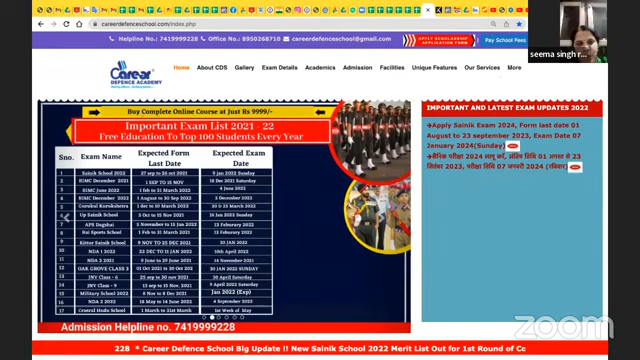 careerdefenceschool.com/index.php
Helpline No.: 7419999228 Office No.: 8950268710 careerdefenceschool@gmail.com
APPLY SCHOLARSHIP
APPLICATION FORM
Pay School Fees
seema singh r...
Career
DEFENCE ACADEMY
Home About CDS Gallery Exam Details Academics Admission Facilities Unique Features Our Services More
Buy Complete Online Course at Just Rs 9999/-
Important Exam List 2021 - 22
Free Education To Top 100 Students Every Year
Sno. Exam Name Expected Form Last Date Expected Exam Date
1 Sainik School 2022 27 sep to 26 oct 2021 9 jan 2022 Sunday
2 RIMC December 2021 1 SEP TO 15 NOV 18 Dec 2021 Saturday
3 RIMC June 2022 1 feb to 31 March 2022 4 June 2022
4 RIMC December 2022 1 August to 30 Sep 2022 3 December 2022
5 Gurukul Kurukshetra 1 dec to 10 March 2022 20 & 23 March 2022
6 Up Sainik School 5 Oct to 15 Nov 2021 16 Jan 2022 Sunday
7 APS Dagshai 5 November to 15 Jan 2022 13 Feburary 2022
8 Rai Sports School 1 Feb to 31 March 2021 13 Feburary 2022
9 Kittur Sainik School 9 NOV TO 25 DEC 2021 30 JAN 2022
10 NDA 1 2022 22 DEC TO 11 JAN 2022 10th April 2022
11 NDA 2 2021 9 June to 29 June 2021 14 November 2021
12 OAK GROVE CLASS 3 01 Oct 2021 to 30 Oct 202 30 JAN 2022 SUNDAY
13 JNV Class - 6 25 sep to 30 nov 2021 30 April Saturday
14 JNV Class - 9 13 sep to 15 Nov. 2021 9 April 2022 Saturday
15 Military School 2022 8 Nov to 8 Dec 2021 Jan 2022 (Exp)
16 NDA 2 2022 18 May to 14 June 2022 4 September 2022
17 Central Hndu School 1 March to 31st March 1st Week of May
Admission Helpline no. 7419999228
IMPORTANT AND LATEST EXAM UPDATES 2022
Apply Sainik Exam 2024, Form last date 01
August to 23 september 2023, Exam Date 07
January 2024(Sunday)
सैनिक परीक्षा 2024 लागू करें, अंतिम तिथि 01 अगस्त से 23
सितंबर 2023, परीक्षा तिथि 07 जनवरी 2024 (रविवार)
zoom
228 * Career Defence School Big Update !! New Sainik School 2022 Merit List Out for 1st Round of Co